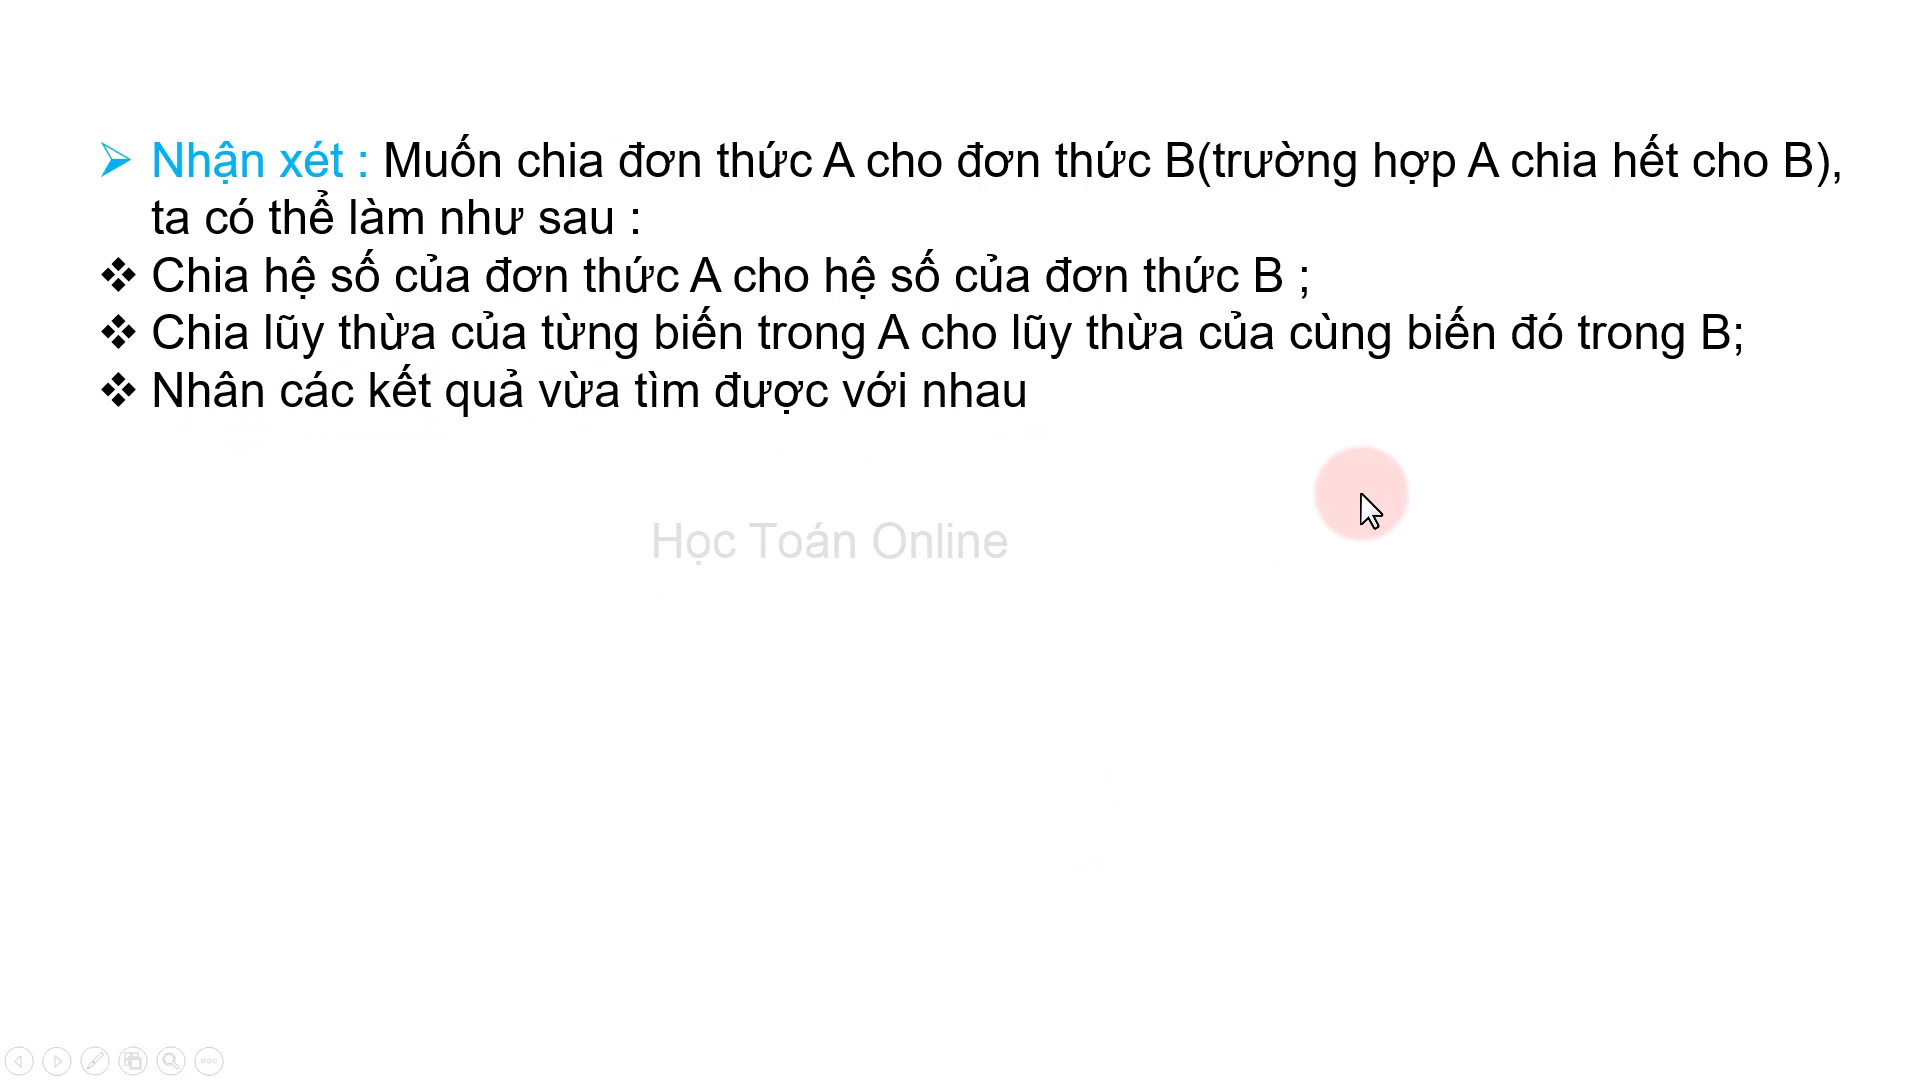 Nhận xét : Muốn chia đơn thức A cho đơn thức B(trường hợp A chia hết cho B),
ta có thể làm như sau :
Chia hệ số của đơn thức A cho hệ số của đơn thức B ;
Chia lũy thừa của từng biến trong A cho lũy thừa của cùng biến đó trong B;
Nhân các kết quả vừa tìm được với nhau
Học Toán Online